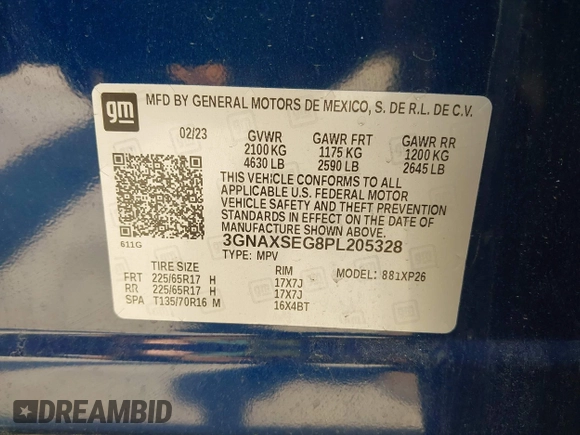 gm
MFD BY GENERAL MOTORS DE MEXICO, S. DE R.L. DE C.V.
02/23 GVWR GAWR FRT GAWR RR
2100 KG 1175 KG 1200 KG
4630 LB 2590 LB 2645 LB
THIS VEHICLE CONFORMS TO ALL
APPLICABLE U.S. FEDERAL MOTOR
VEHICLE SAFETY AND THEFT
PREVENTION STANDARDS
IN EFFECT ON THE DATE OF
MANUFACTURE SHOWN ABOVE.
611G
3GNAXSEG8PL205328
TYPE: MPV
TIRE SIZE RIM MODEL: 881XP26
FRT 225/65R17 H 17X7J
RR 225/65R17 H 17X7J
SPA T135/70R16 M 16X4BT
DREAMBID